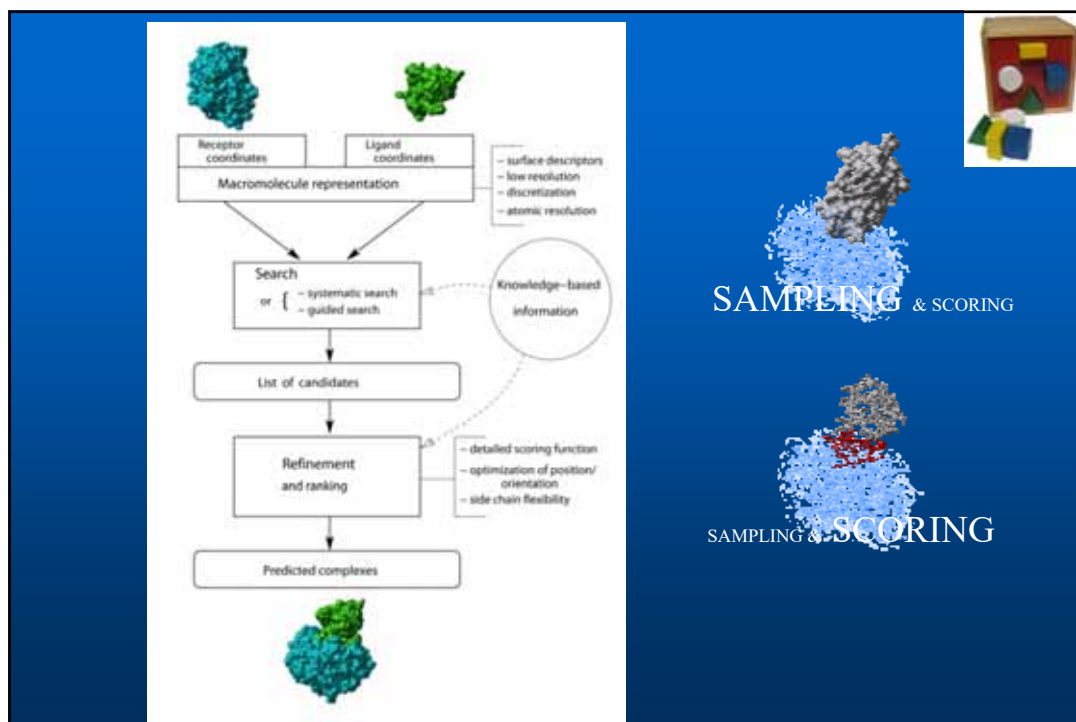 Receptor
coordinates
Ligand
coordinates
Macromolecule representation
– surface descriptors
– low resolution
– discretization
– atomic resolution
Search
or { – systematic search
– guided search
Knowledge–based
information
List of candidates
Refinement
and ranking
– detailed scoring function
– optimization of position/
orientation
– side chain flexibility
Predicted complexes
SAMPLING & SCORING
SAMPLING & SCORING